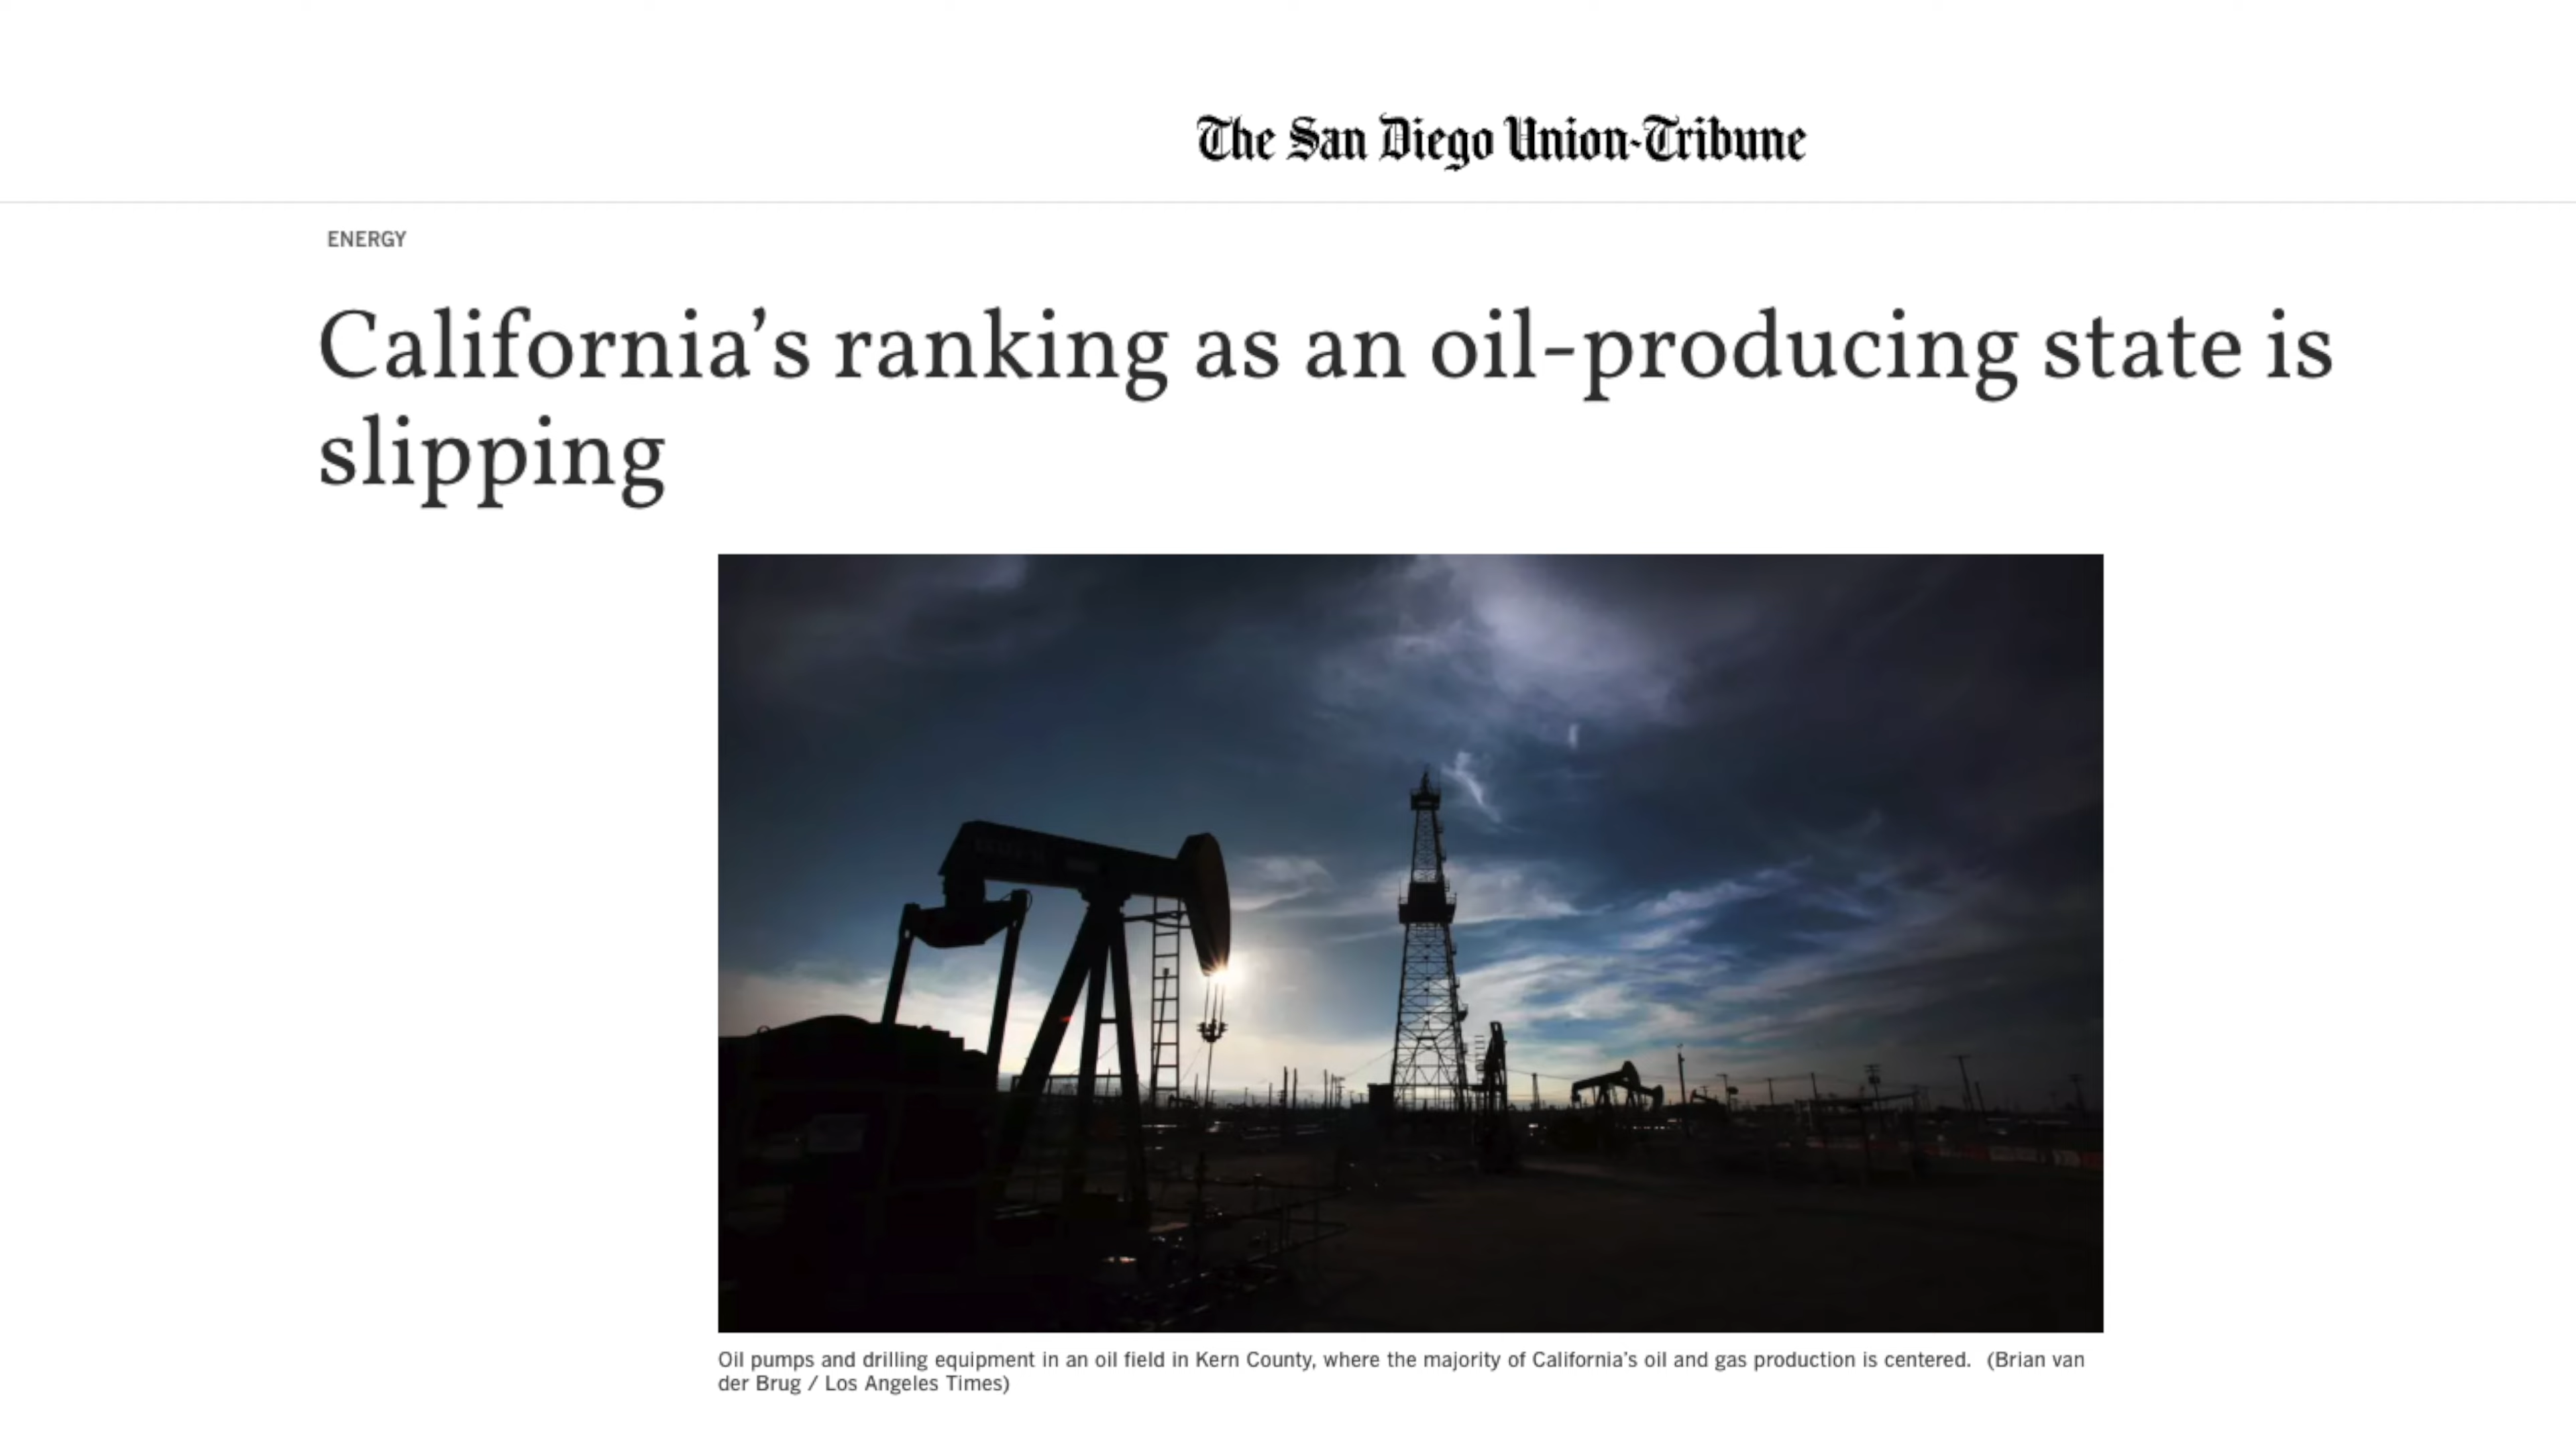 The San Diego Union-Tribune
ENERGY
California’s ranking as an oil-producing state is
slipping
Oil pumps and drilling equipment in an oil field in Kern County, where the majority of California’s oil and gas production is centered. (Brian van
der Brug / Los Angeles Times)